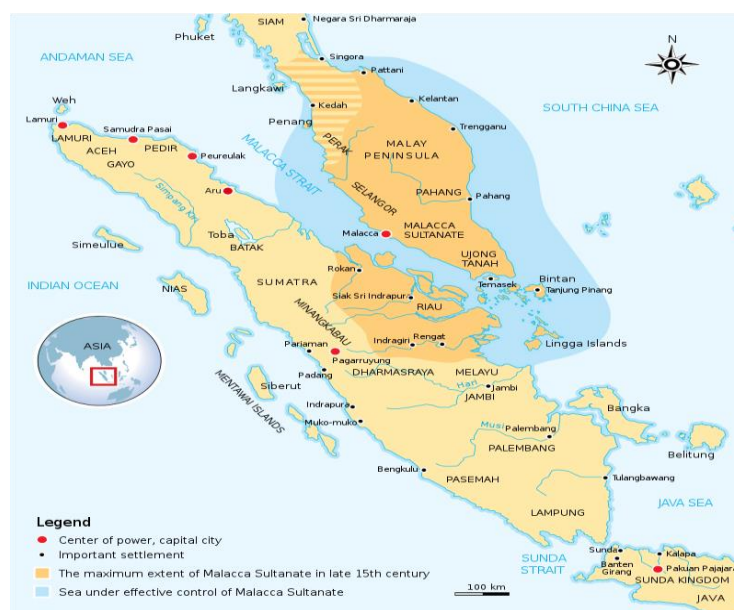 SIAM
Negara Sri Dharmaraja
Phuket
N
ANDAMAN SEA
Singora
Pattani
Langkawi
Weh
Kedah
Kelantan
SOUTH CHINA SEA
Lamuri
Penang
LAMURI
Samudra Pasai
Trengganu
ACEH
PEDIR
PERAK
MALAY
PENINSULA
GAYO
Peureulak
MALACCA STRAIT
Aru
SELANGOR
PAHANG
Pahang
Simpang Kiri
Malacca
MALACCA
SULTANATE
Toba
BATAK
Simeulue
UJONG
TANAH
Rokan
Bintan
INDIAN OCEAN
NIAS
SUMATRA
Temasek
Tanjung Pinang
Siak Sri Indrapura
RIAU
MINANGKABAU
ASIA
Pariaman
Indragiri
Rengat
Lingga Islands
Pagarruyung
Padang
DHARMASRAYA
MELAYU
Siberut
Hari
Jambi
JAMBI
MENTAWAI ISLANDS
Indrapura
Bangka
Muko-muko
Musi
Palembang
PALEMBANG
Belitung
Bengkulu
PASEMAH
Tulangbawang
JAVA SEA
LAMPUNG
Legend
Center of power, capital city
Important settlement
The maximum extent of Malacca Sultanate in late 15th century
Sea under effective control of Malacca Sultanate
100 km
SUNDA
STRAIT
Sunda
Kalapa
Banten
Girang
Pakuan Pajajara
SUNDA KINGDOM
JAVA